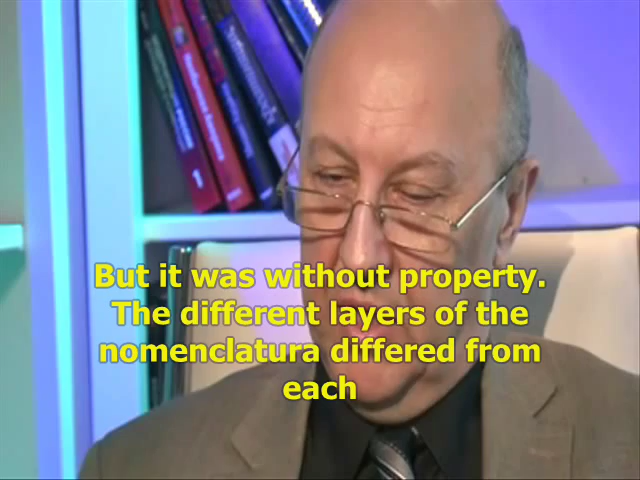 But it was without property.
The different layers of the
nomenclatura differed from
each